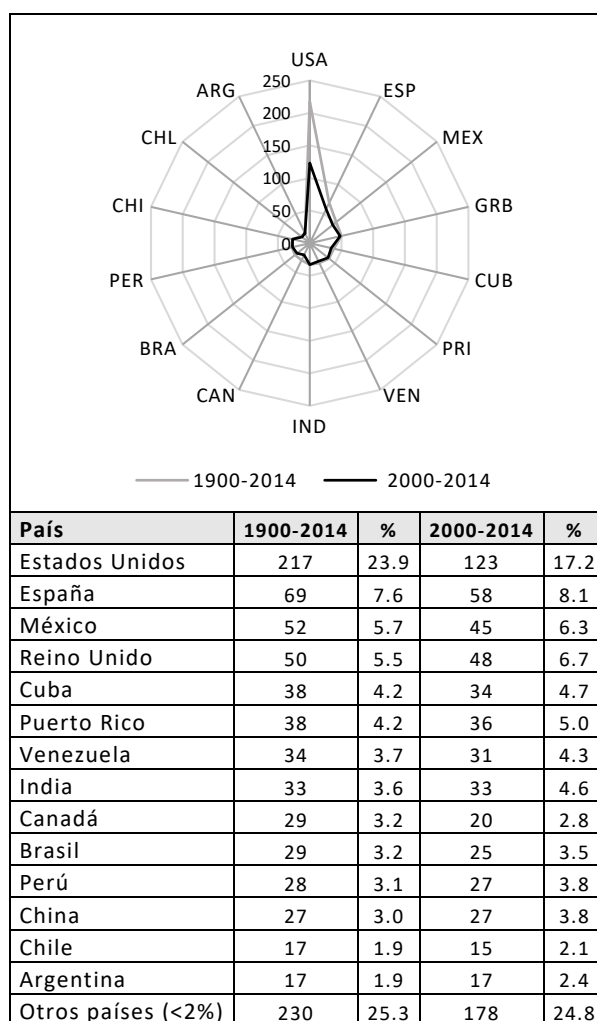 USA
ESP
MEX
GRB
CUB
PRI
VEN
IND
CAN
BRA
PER
CHI
CHL
ARG
250
200
150
100
50
0
1900-2014 2000-2014
País 1900-2014 % 2000-2014 %
Estados Unidos 217 23.9 123 17.2
España 69 7.6 58 8.1
México 52 5.7 45 6.3
Reino Unido 50 5.5 48 6.7
Cuba 38 4.2 34 4.7
Puerto Rico 38 4.2 36 5.0
Venezuela 34 3.7 31 4.3
India 33 3.6 33 4.6
Canadá 29 3.2 20 2.8
Brasil 29 3.2 25 3.5
Perú 28 3.1 27 3.8
China 27 3.0 27 3.8
Chile 17 1.9 15 2.1
Argentina 17 1.9 17 2.4
Otros países (<2%) 230 25.3 178 24.8